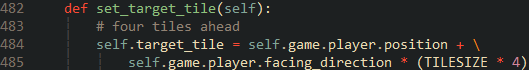 482 def set_target_tile(self):
483 # four tiles ahead
484 self.target_tile = self.game.player.position + \
485 self.game.player.facing_direction * (TILESIZE * 4)